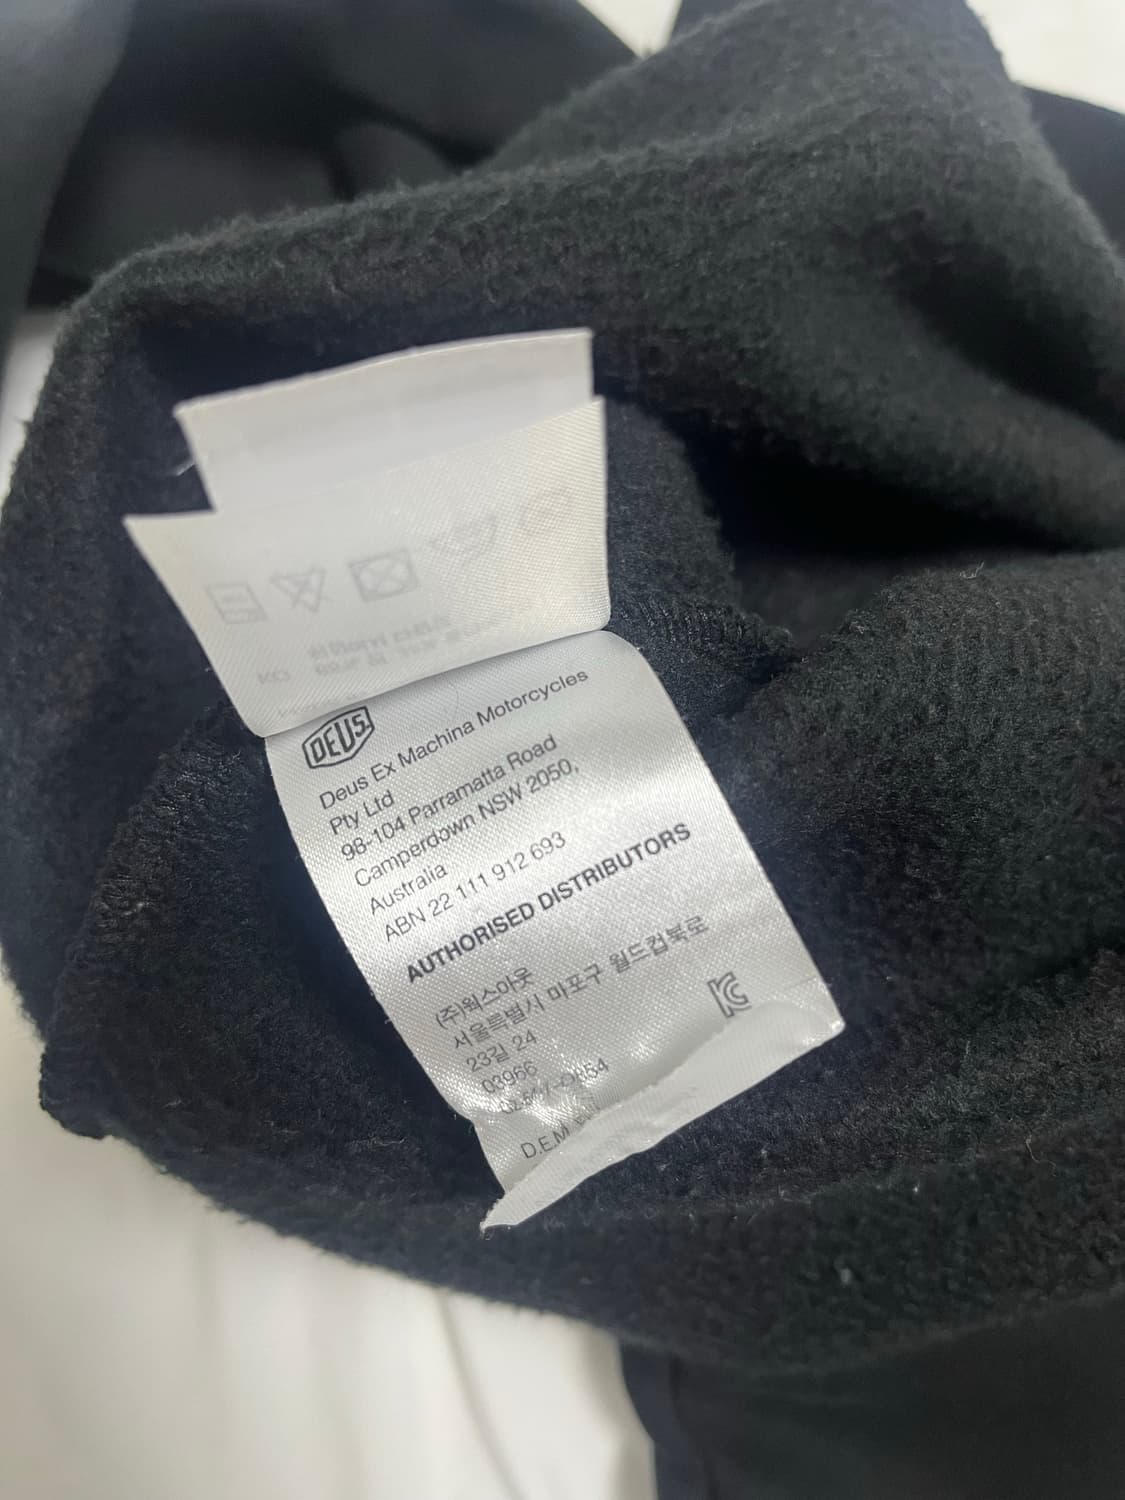 KO
DEUS
Deus Ex Machina Motorcycles
Pty Ltd
98-104 Parramatta Road
Camperdown NSW 2050,
Australia
ABN 22 111 912 693
AUTHORISED DISTRIBUTORS
(주)웍스아웃
서울특별시 마포구 월드컵북로
23길 24
03966
D.E.M